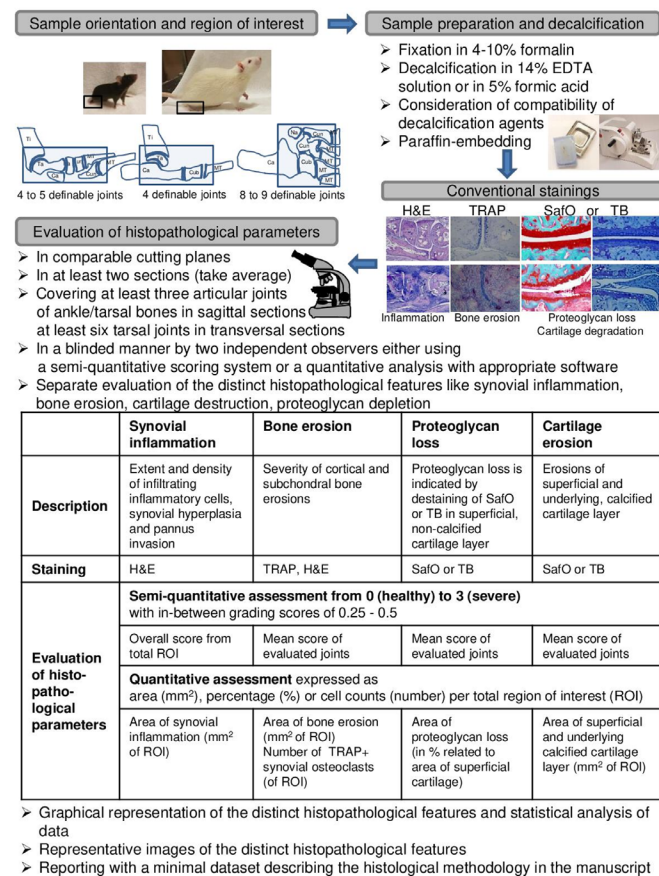 Sample orientation and region of interest
Sample preparation and decalcification
➢ Fixation in 4-10% formalin
➢ Decalcification in 14% EDTA
solution or in 5% formic acid
➢ Consideration of compatibility of
decalcification agents
➢ Paraffin-embedding
Ti
Ta
Ca
Cub
MT
MT
MT
4 to 5 definable joints
Ti
Ta
Ca
Cub
MT
4 definable joints
Na
Cun
Cun
Ca
Cub
MT
MT
MT
MT
8 to 9 definable joints
Conventional stainings
H&E TRAP SafO or TB
Inflammation Bone erosion Proteoglycan loss
Cartilage degradation
Evaluation of histopathological parameters
➢ In comparable cutting planes
➢ In at least two sections (take average)
➢ Covering at least three articular joints
of ankle/tarsal bones in sagittal sections
at least six tarsal joints in transversal sections
➢ In a blinded manner by two independent observers either using
a semi-quantitative scoring system or a quantitative analysis with appropriate software
➢ Separate evaluation of the distinct histopathological features like synovial inflammation,
bone erosion, cartilage destruction, proteoglycan depletion
Synovial
inflammation
Bone erosion
Proteoglycan
loss
Cartilage
erosion
Description
Extent and density
of infiltrating
inflammatory cells,
synovial hyperplasia
and pannus
invasion
Severity of cortical and
subchondral bone
erosions
Proteoglycan loss is
indicated by
destaining of SafO
or TB in superficial,
non-calcified
cartilage layer
Erosions of
superficial and
underlying, calcified
cartilage layer
Staining
H&E
TRAP, H&E
SafO or TB
SafO or TB
Evaluation
of histo-
patho-
logical
parameters
Semi-quantitative assessment from 0 (healthy) to 3 (severe)
with in-between grading scores of 0.25 - 0.5
Overall score from
total ROI
Mean score of
evaluated joints
Mean score of
evaluated joints
Mean score of
evaluated joints
Quantitative assessment expressed as
area (mm²), percentage (%) or cell counts (number) per total region of interest (ROI)
Area of synovial
inflammation (mm²
of ROI)
Area of bone erosion
(mm² of ROI)
Number of TRAP+
synovial osteoclasts
(of ROI)
Area of
proteoglycan loss
(in % related to
area of superficial
cartilage)
Area of superficial
and underlying
calcified cartilage
layer (mm² of ROI)
➢ Graphical representation of the distinct histopathological features and statistical analysis of
data
➢ Representative images of the distinct histopathological features
➢ Reporting with a minimal dataset describing the histological methodology in the manuscript